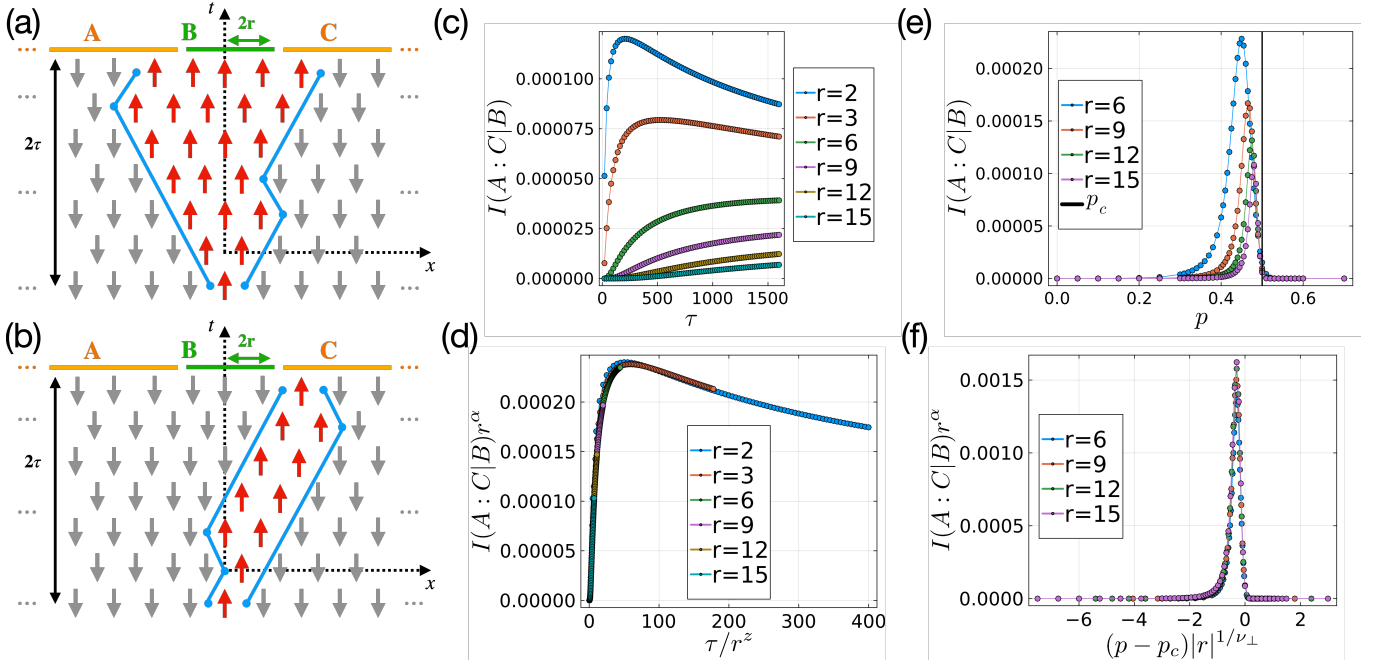 (a)
t
A
B
2r
C
2τ
x
(b)
t
A
B
2r
C
2τ
x
(c)
I(A : C|B)
0.000100
0.000075
0.000050
0.000025
0.000000
0
500
1000
1500
τ
r=2
r=3
r=6
r=9
r=12
r=15
(d)
I(A : C|B)r^α
0.00020
0.00015
0.00010
0.00005
0.00000
0
100
200
300
400
τ/r^z
r=2
r=3
r=6
r=9
r=12
r=15
(e)
I(A : C|B)
0.00020
0.00015
0.00010
0.00005
0.00000
0.0
0.2
0.4
0.6
p
r=6
r=9
r=12
r=15
p_c
(f)
I(A : C|B)r^α
0.0015
0.0010
0.0005
0.0000
−6
−4
−2
0
2
(p − p_c)|r|^{1/ν_⊥}
r=6
r=9
r=12
r=15